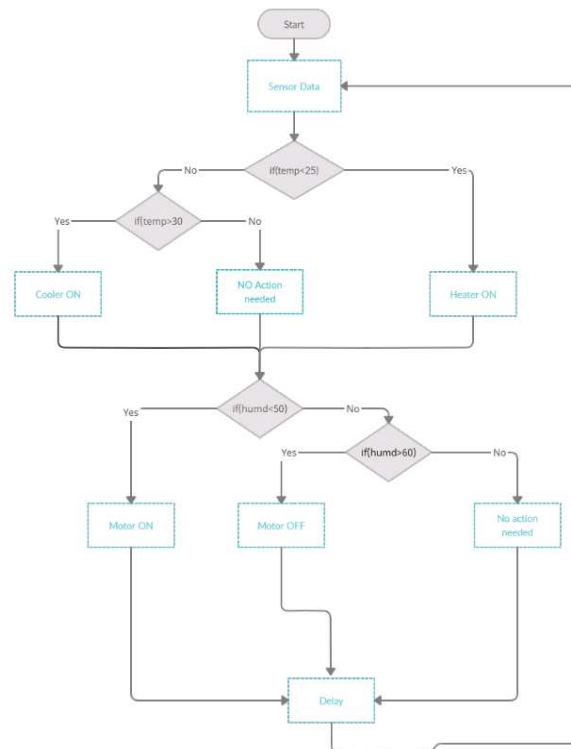 Start
Sensor Data
if(temp<25)
No
Yes
if(temp>30
Yes
No
Cooler ON
NO Action
needed
Heater ON
if(humd<50)
Yes
No
if(humd>60)
Yes
No
Motor ON
Motor OFF
No action
needed
Delay